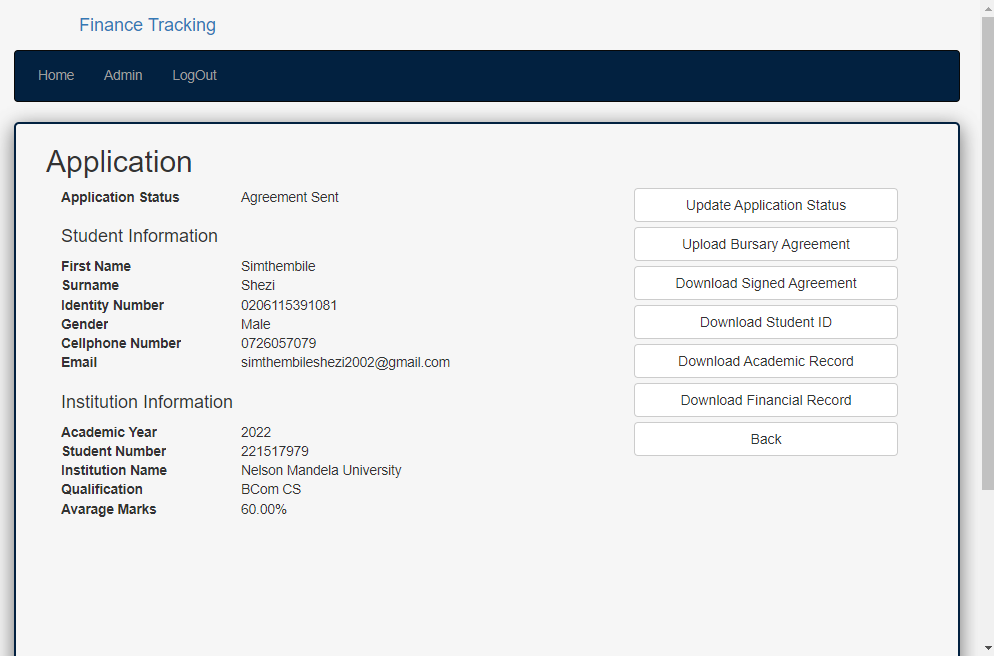 Finance Tracking
Home Admin LogOut
Application
Application Status Agreement Sent
Student Information
First Name Simthembile
Surname Shezi
Identity Number 0206115391081
Gender Male
Cellphone Number 0726057079
Email simthembileshezi2002@gmail.com
Institution Information
Academic Year 2022
Student Number 221517979
Institution Name Nelson Mandela University
Qualification BCom CS
Avarage Marks 60.00%
Update Application Status
Upload Bursary Agreement
Download Signed Agreement
Download Student ID
Download Academic Record
Download Financial Record
Back